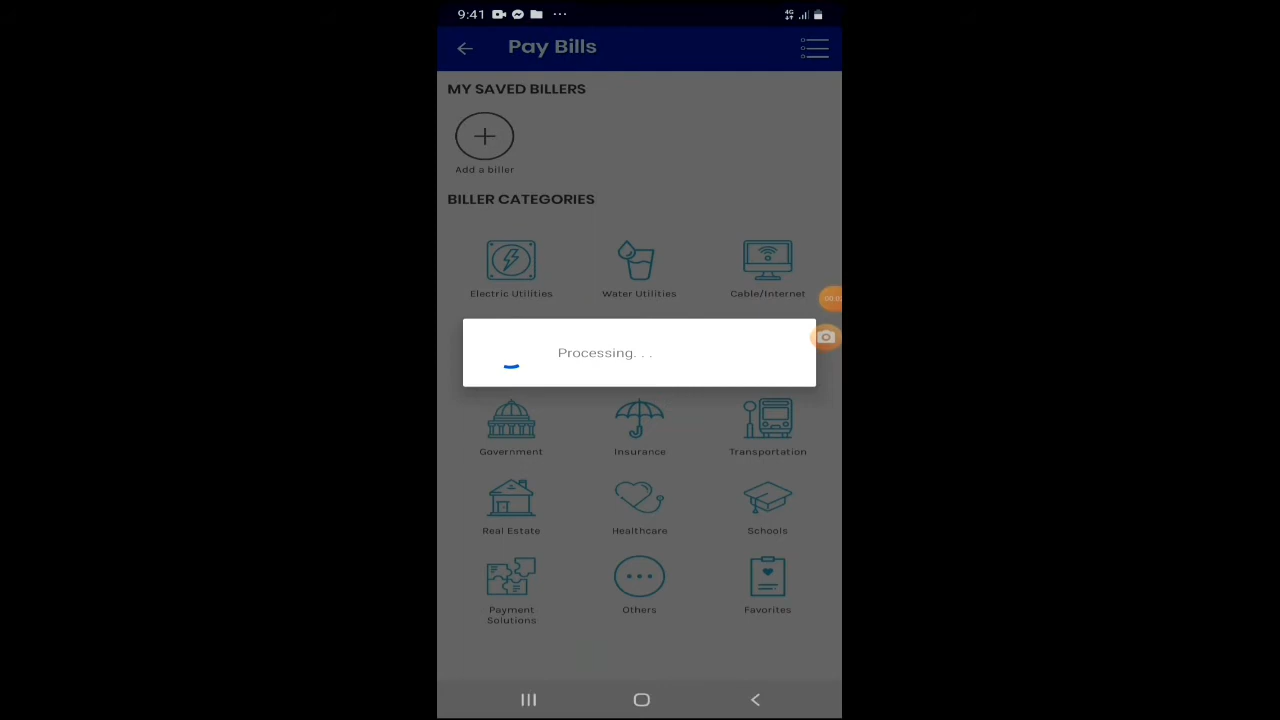 9:41
4G
Pay Bills
MY SAVED BILLERS
Add a biller
BILLER CATEGORIES
Electric Utilities
Water Utilities
Cable/Internet
Processing. . .
Government
Insurance
Transportation
Real Estate
Healthcare
Schools
Payment
Solutions
Others
Favorites